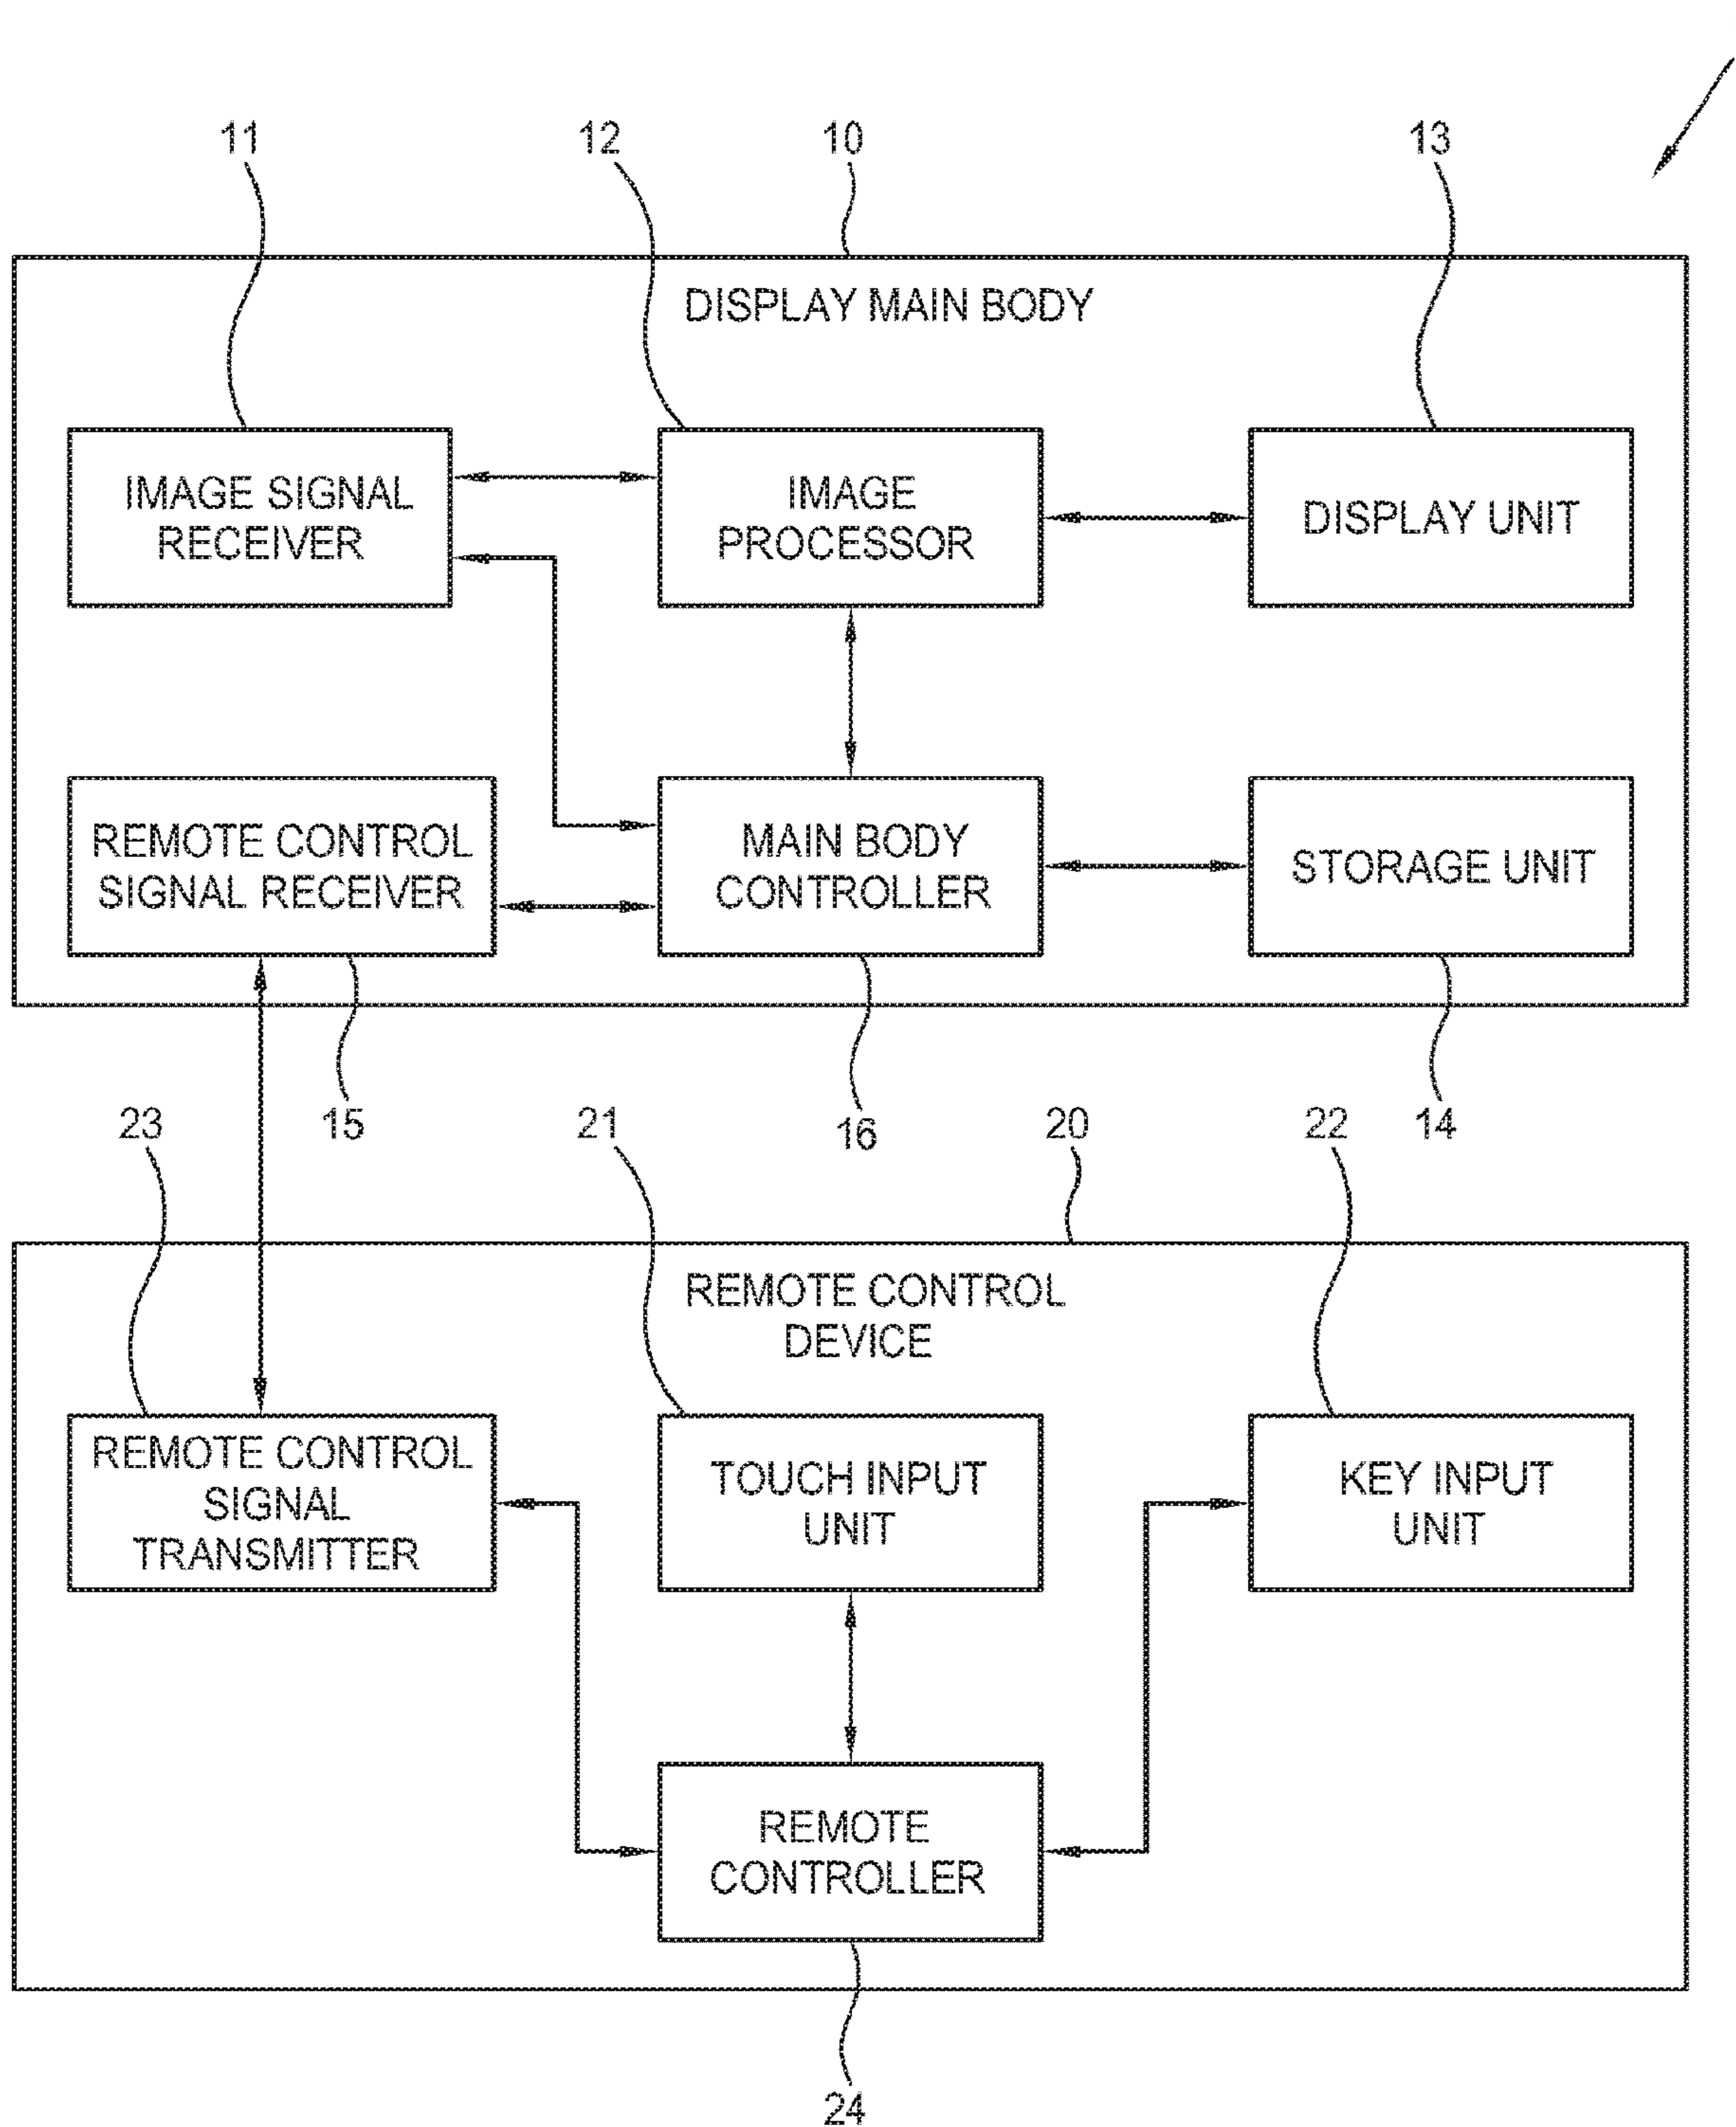 11
12
10
13
DISPLAY MAIN BODY
IMAGE SIGNAL
RECEIVER
IMAGE
PROCESSOR
DISPLAY UNIT
REMOTE CONTROL
SIGNAL RECEIVER
MAIN BODY
CONTROLLER
STORAGE UNIT
23
15
21
16
20
22
14
REMOTE CONTROL
DEVICE
REMOTE CONTROL
SIGNAL
TRANSMITTER
TOUCH INPUT
UNIT
KEY INPUT
UNIT
REMOTE
CONTROLLER
24